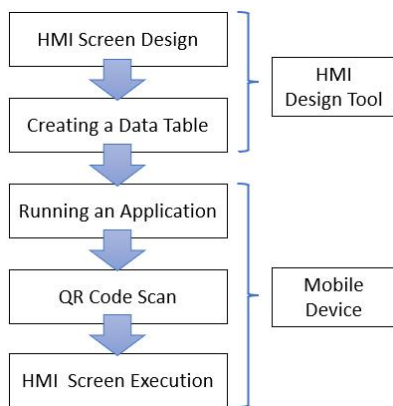 HMI Screen Design
Creating a Data Table
HMI
Design Tool
Running an Application
QR Code Scan
HMI Screen Execution
Mobile
Device